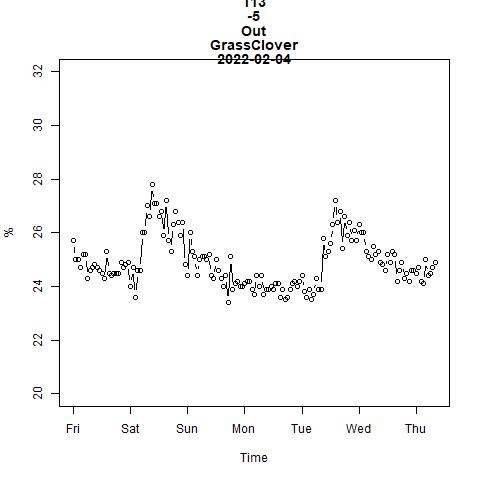 113
-5
Out
GrassClover
2022-02-04
32
30
28
26
24
22
20
%
Fri
Sat
Sun
Mon
Tue
Wed
Thu
Time